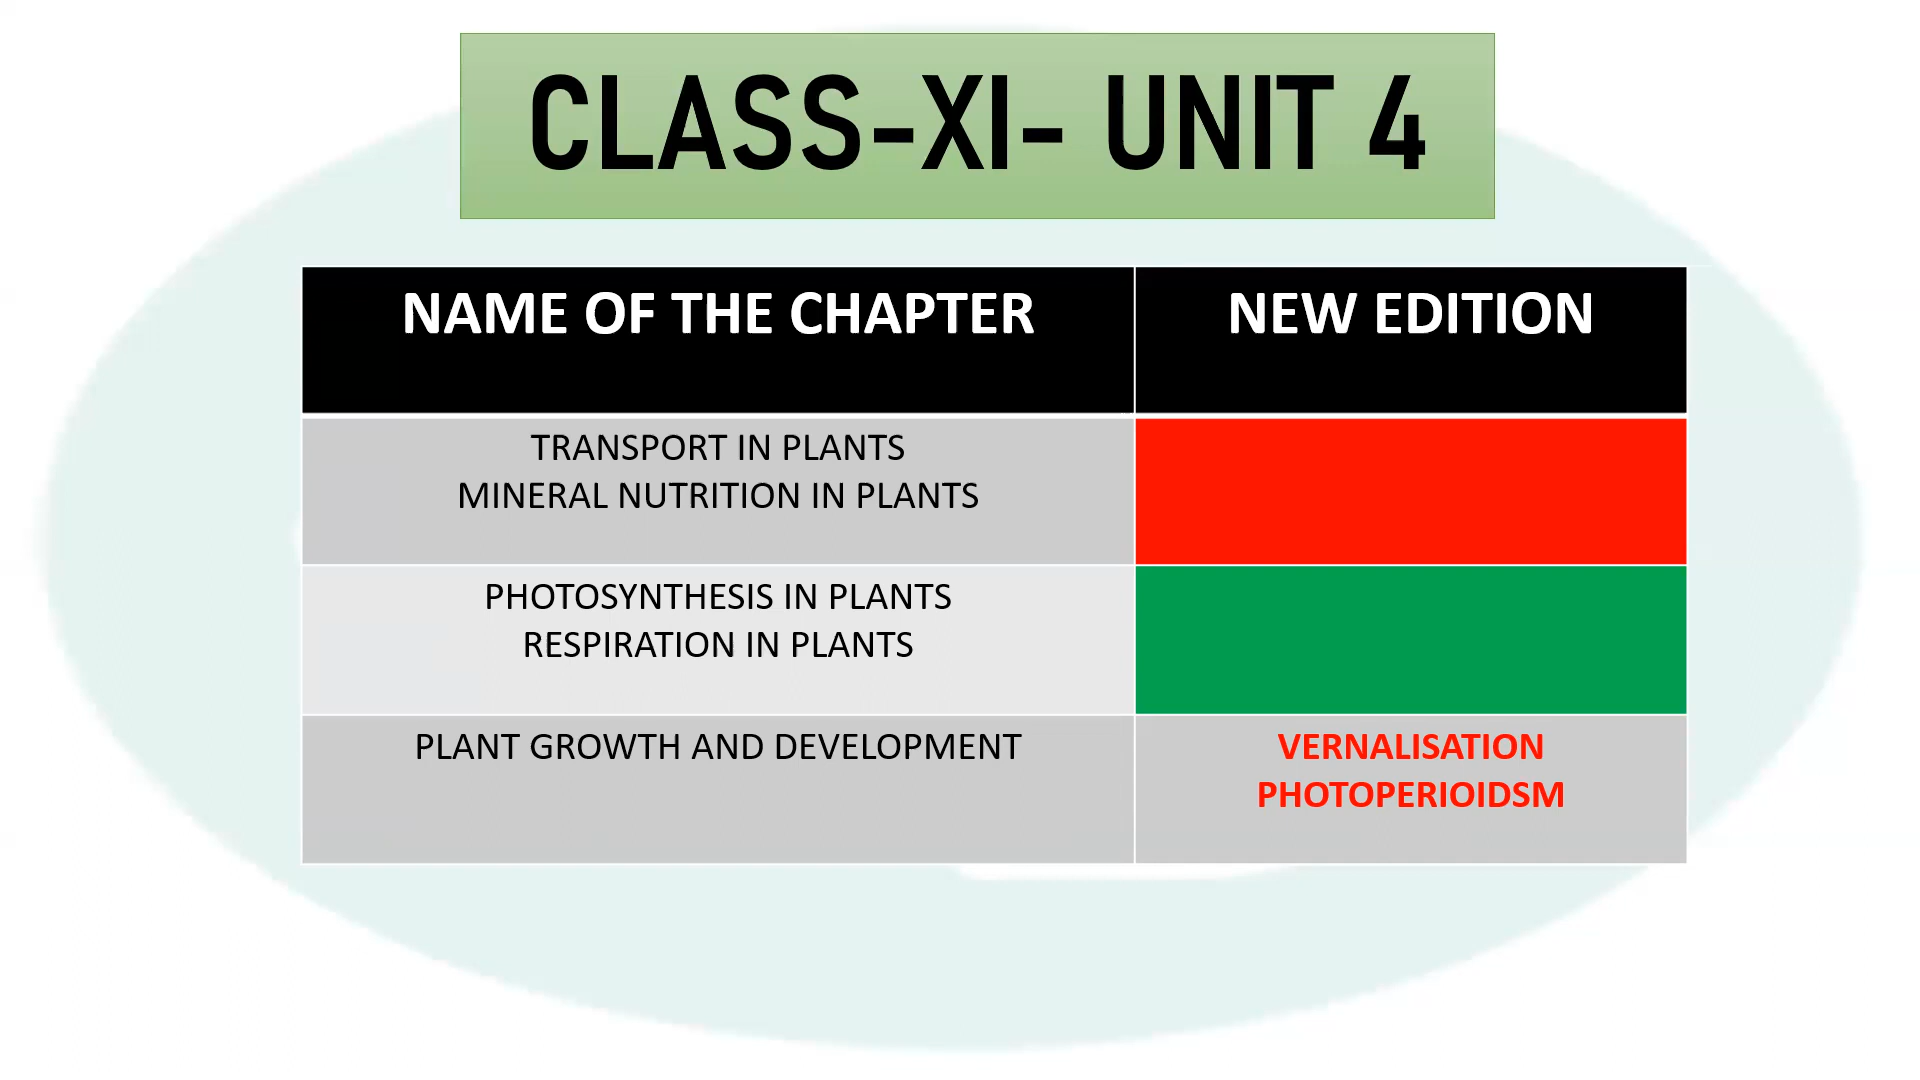 CLASS-XI- UNIT 4
NAME OF THE CHAPTER
NEW EDITION
TRANSPORT IN PLANTS
MINERAL NUTRITION IN PLANTS
PHOTOSYNTHESIS IN PLANTS
RESPIRATION IN PLANTS
PLANT GROWTH AND DEVELOPMENT
VERNALISATION
PHOTOPERIOIDSM